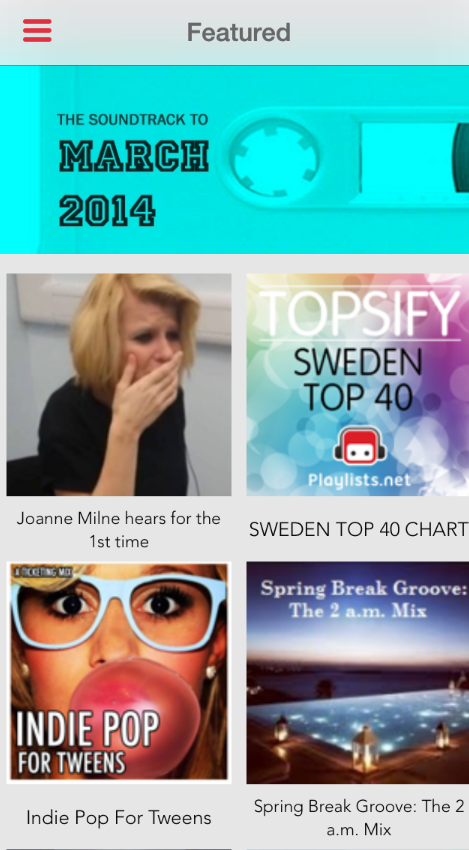 Featured
THE SOUNDTRACK TO
MARCH
2014
TOPSIFY
SWEDEN
TOP 40
Playlists.net
Joanne Milne hears for the
1st time
SWEDEN TOP 40 CHART
A TICKETING MIX
INDIE POP
FOR TWEENS
Spring Break Groove:
The 2 a.m. Mix
Indie Pop For Tweens
Spring Break Groove: The 2
a.m. Mix